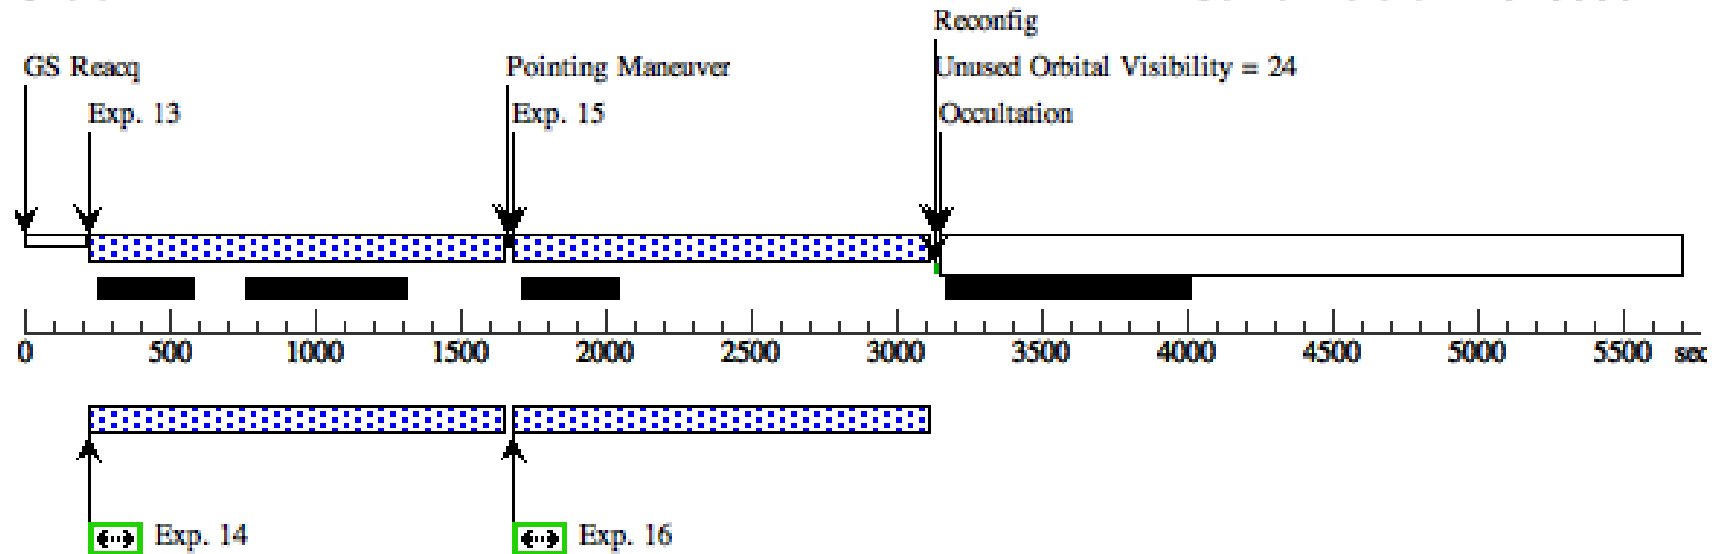 Reconfig
GS Reacq
Pointing Maneuver
Unused Orbital Visibility = 24
Exp. 13
Exp. 15
Occultation
0 500 1000 1500 2000 2500 3000 3500 4000 4500 5000 5500 sec
Exp. 14
Exp. 16